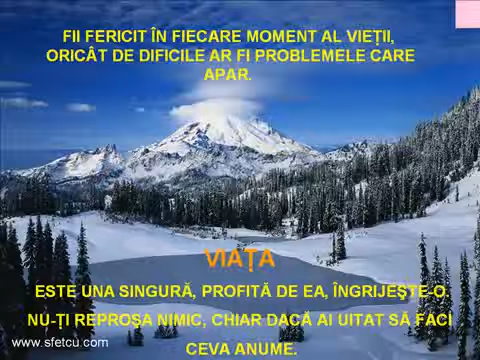 FII FERICIT ÎN FIECARE MOMENT AL VIEȚII,
ORICÂT DE DIFICILE AR FI PROBLEMELE CARE
APAR.
VIAȚA
ESTE UNA SINGURĂ, PROFITĂ DE EA, ÎNGRIJEȘTE-O.
NU-ȚI REPROȘA NIMIC, CHIAR DACĂ AI UITAT SĂ FACI
CEVA ANUME.
www.sfetcu.com